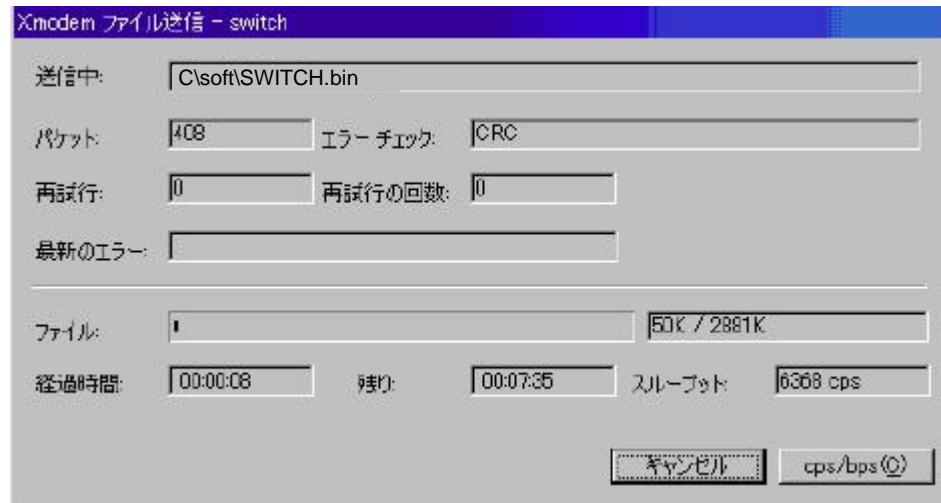 Xmodem ファイル送信 - switch
送信中: C\soft\SWITCH.bin
パケット: 408 エラー チェック: CRC
再試行: 0 再試行の回数: 0
最新のエラー:
ファイル: 50K / 2881K
経過時間: 00:00:08 残り: 00:07:35 スループット: 6368 cps
キャンセル cps/bps(C)